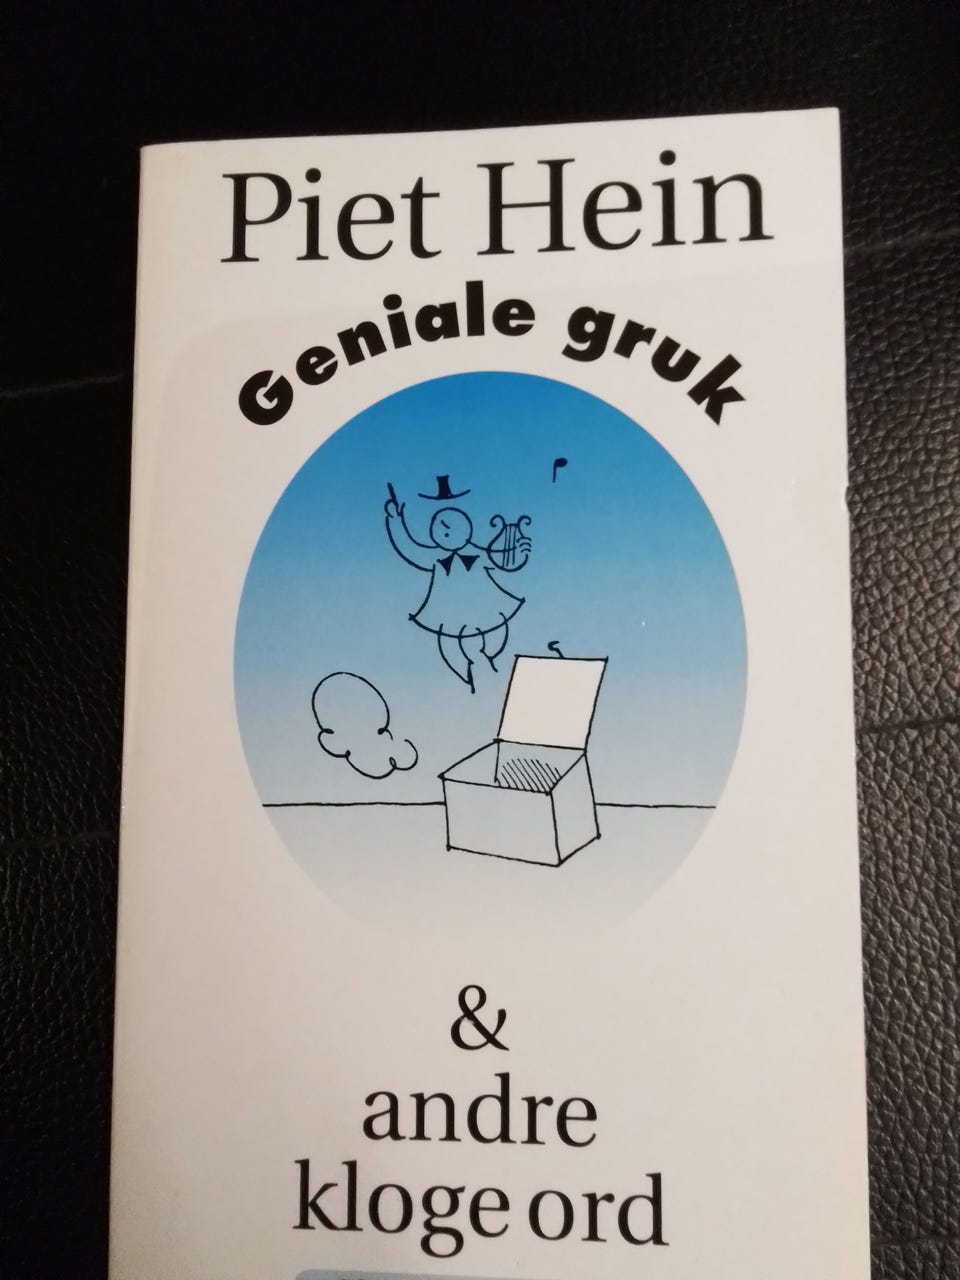 Piet Hein
Geniale gruk
&
andre
kloge ord